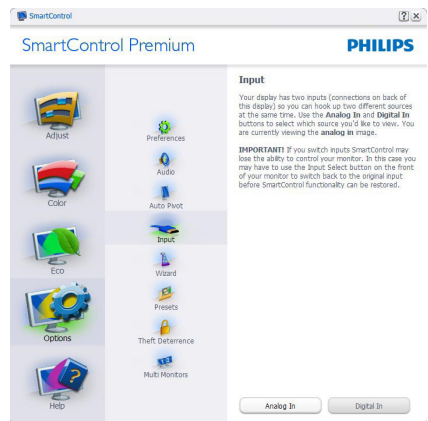 SmartControl
? ×
SmartControl Premium
PHILIPS
Adjust
Color
Eco
Options
Help
Preferences
Audio
Auto Pivot
Input
Wizard
Presets
Theft Deterrence
Multi Monitors
Input
Your display has two inputs (connections on back of
this display) so you can hook up two different sources
at the same time. Use the Analog In and Digital In
buttons to select which source you'd like to view. You
are currently viewing the analog in image.
IMPORTANT! If you switch inputs SmartControl may
lose the ability to control your monitor. In this case you
may have to use the Input Select button on the front
of your monitor to switch back to the original input
before SmartControl functionality can be restored.
Analog In
Digital In